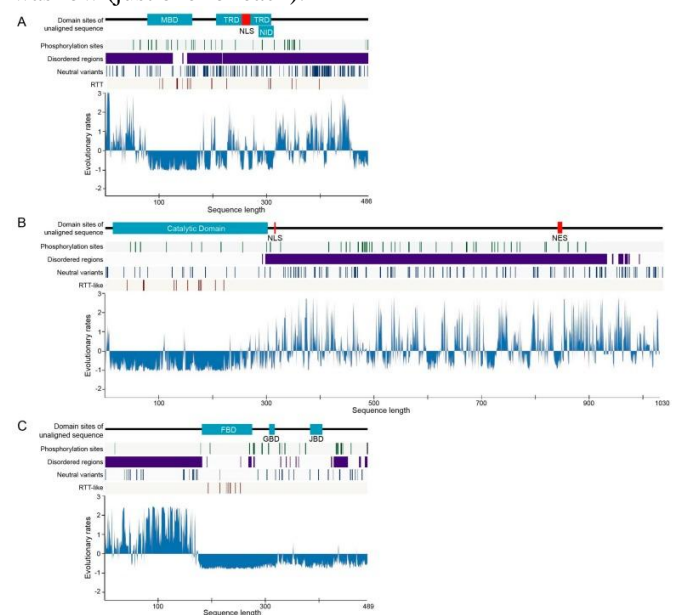 A
Domain sites of
unaligned sequence
MBD
TRD
TRD
NLS
NID
Phosphorylation sites
Disordered regions
Neutral variants
RTT
Evolutionary rates
3
2
1
0
-1
-2
100
300
486
Sequence length
B
Domain sites of
unaligned sequence
Catalytic Domain
NLS
NES
Phosphorylation sites
Disordered regions
Neutral variants
RTT-like
Evolutionary rates
3
2
1
0
-1
-2
100
300
500
700
900
1030
Sequence length
C
Domain sites of
unaligned sequence
FBD
GBD
JBD
Phosphorylation sites
Disordered regions
Neutral variants
RTT-like
Evolutionary rates
3
2
1
0
-1
-2
100
300
489
Sequence length